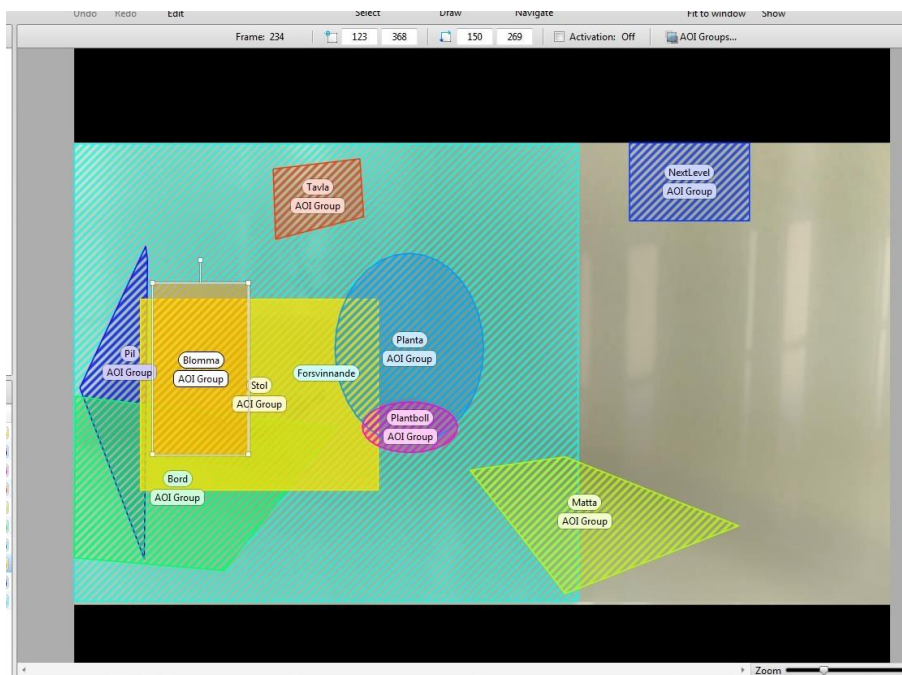 Undo Redo Edit Select Draw Navigate Fit to window Show
Frame: 234 123 368 150 269 Activation: Off AOI Groups...
Tavla
AOI Group
NextLevel
AOI Group
Pil
AOI Group
Blomma
AOI Group
Stol
AOI Group
Forsvinnande
Planta
AOI Group
Plantboll
AOI Group
Bord
AOI Group
Matta
AOI Group
Zoom